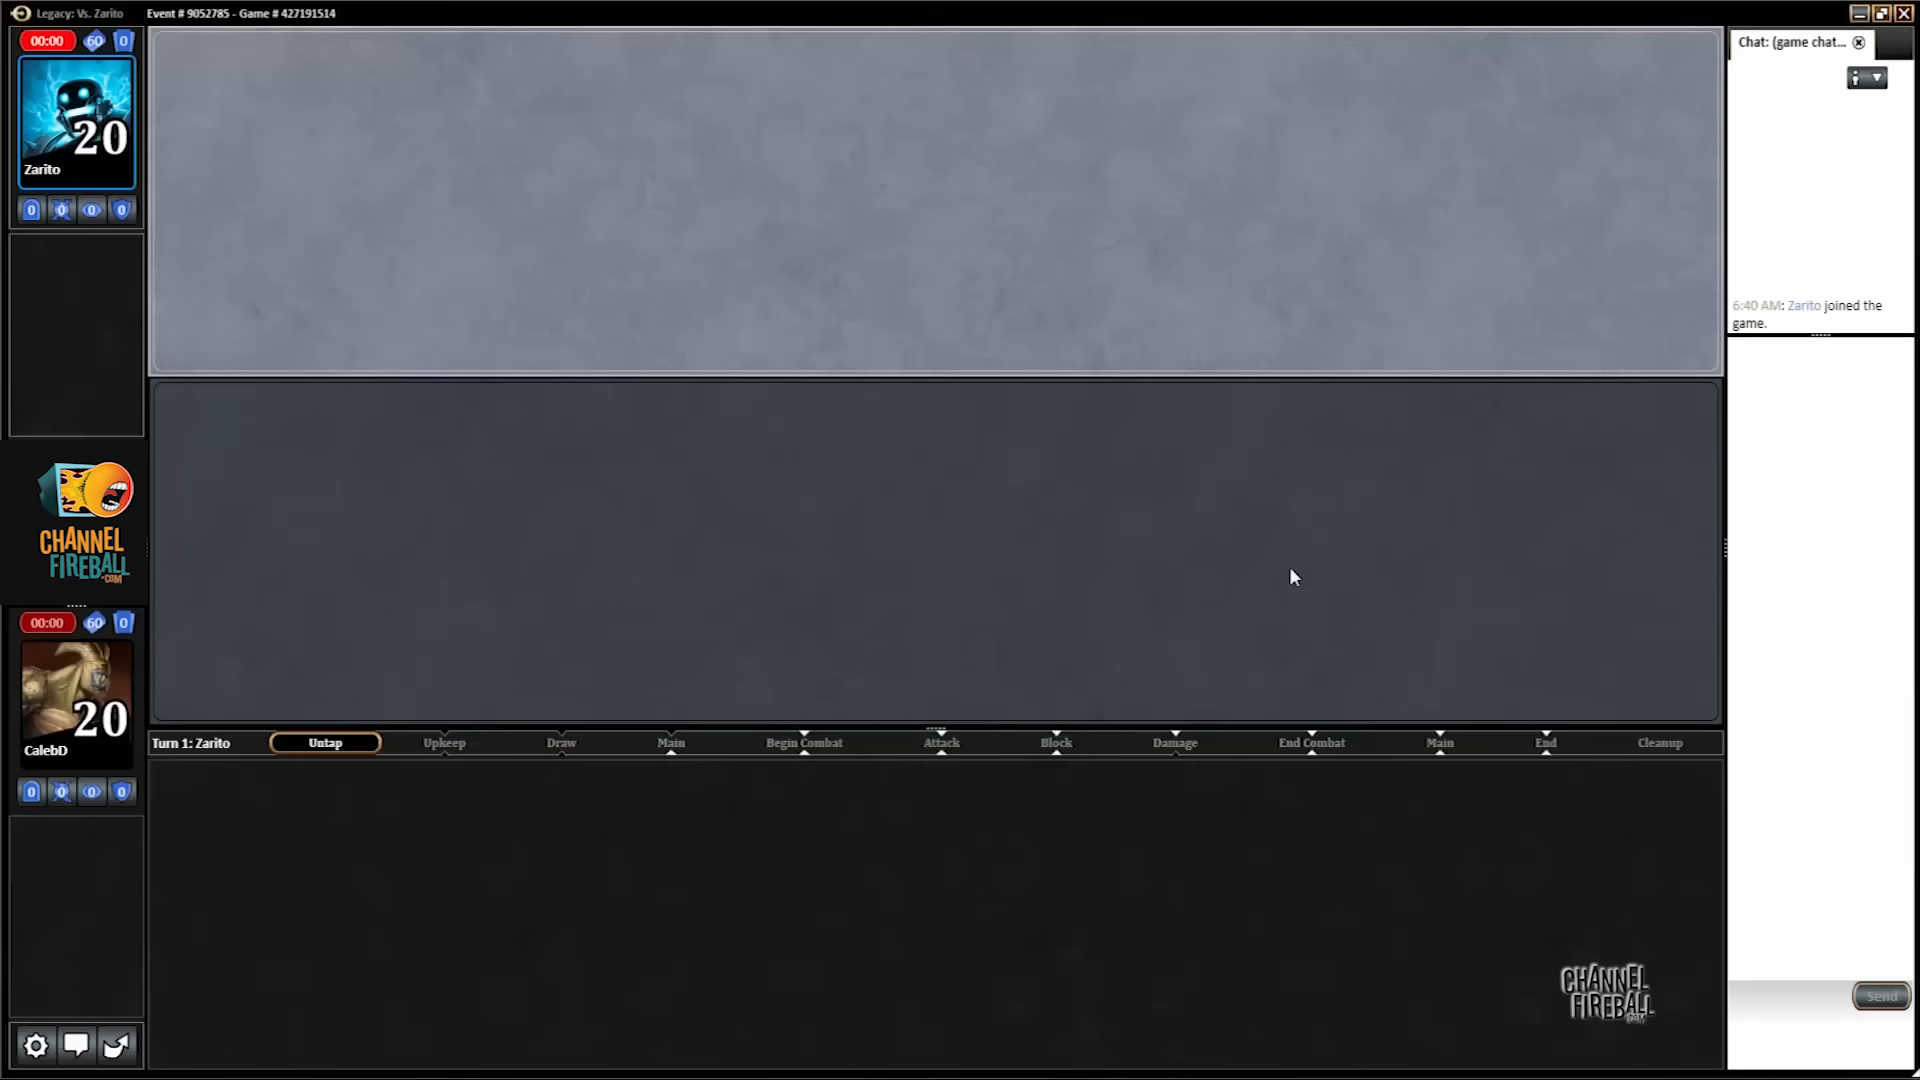 Legacy: Vs. Zarito
Event # 9052785 - Game # 427191514
00:00 60 0
20
Zarito
0 0 0 0
Chat: (game chat...
6:40 AM: Zarito joined the
game.
CHANNEL
FIREBALL
.COM
00:00 60 0
20
CalebD
0 0 0 0
Turn 1: Zarito Untap Upkeep Draw Main Begin Combat Attack Block Damage End Combat Main End Cleanup
CHANNEL
FIREBALL
.COM
Send